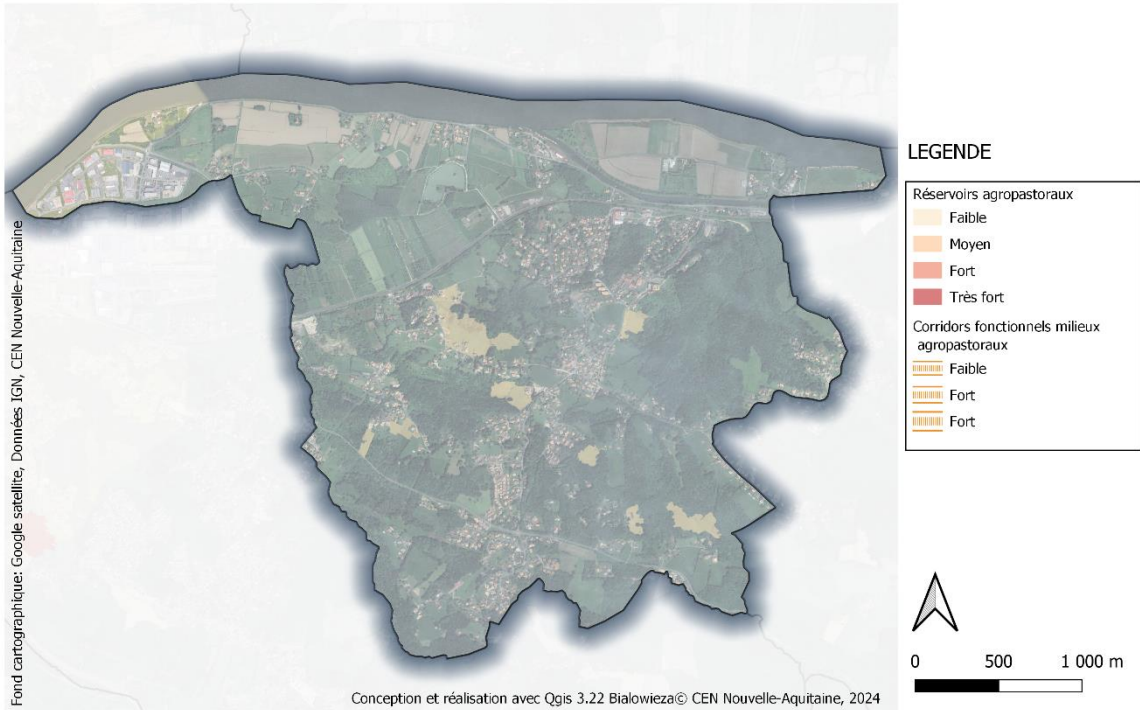 Fond cartographique: Google satellite, Données IGN, CEN Nouvelle-Aquitaine
Conception et réalisation avec Qgis 3.22 Bialowieza© CEN Nouvelle-Aquitaine, 2024
LEGENDE
Réservoirs agropastoraux
Faible
Moyen
Fort
Très fort
Corridors fonctionnels milieux
agropastoraux
Faible
Fort
Fort
0 500 1 000 m